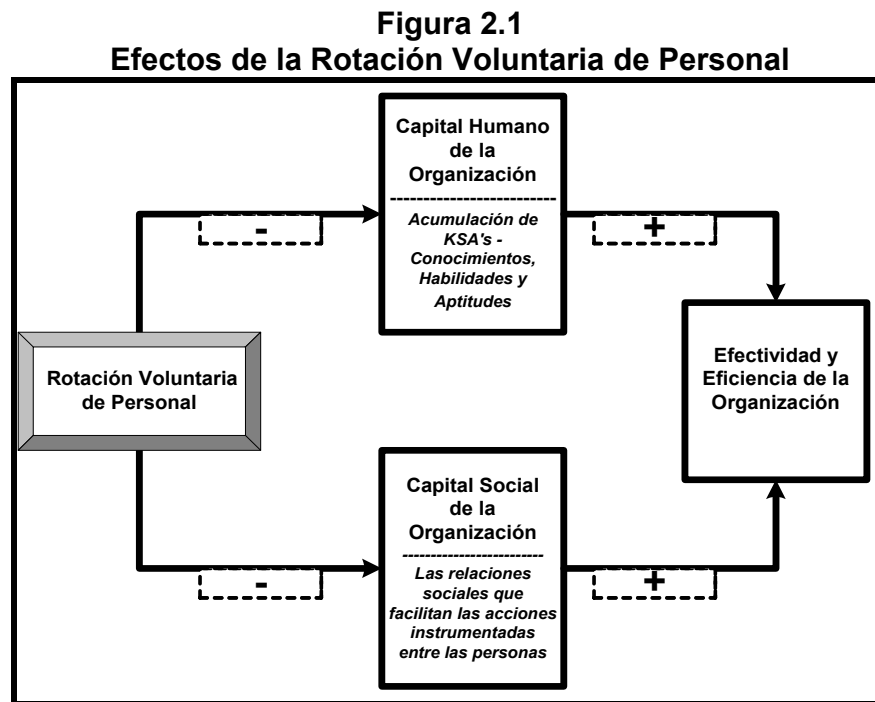 Figura 2.1
Efectos de la Rotación Voluntaria de Personal
Capital Humano
de la
Organización
---------------------------
Acumulación de
KSA's -
Conocimientos,
Habilidades y
Aptitudes
-
+
Rotación Voluntaria
de Personal
Efectividad y
Eficiencia de la
Organización
Capital Social
de la
Organización
---------------------------
Las relaciones
sociales que
facilitan las acciones
instrumentadas
entre las personas
-
+